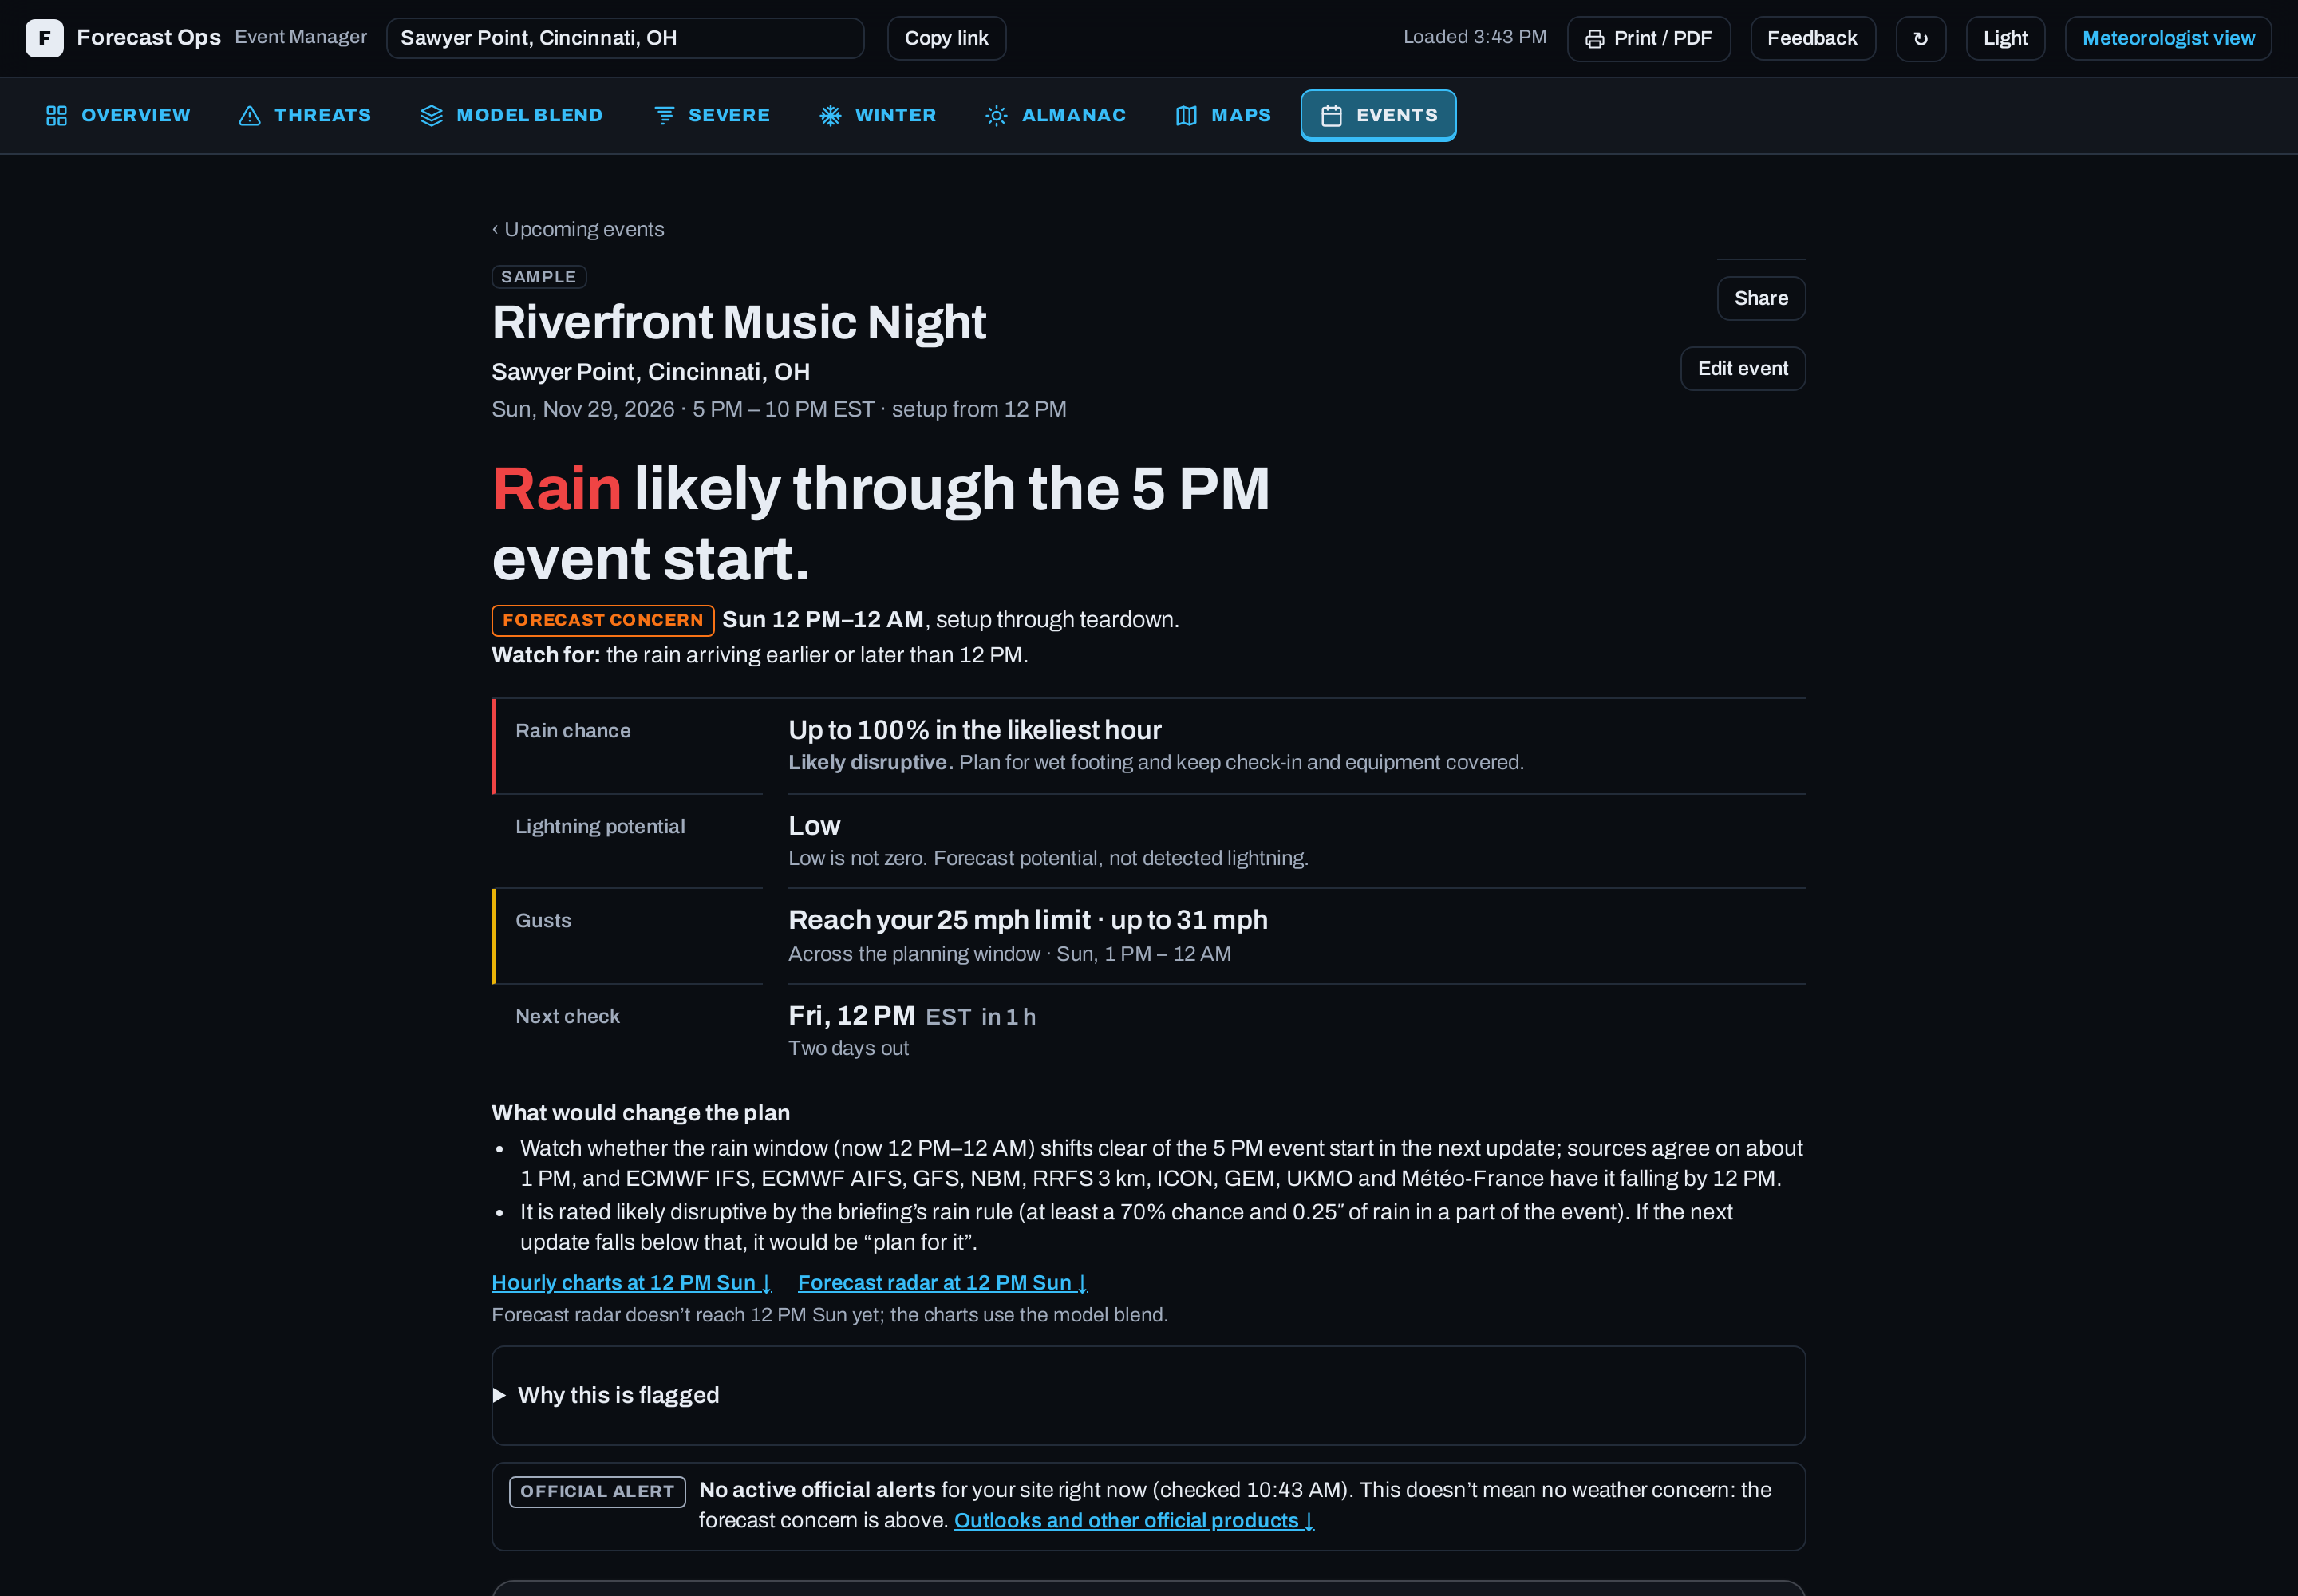 F Forecast Ops Event Manager Sawyer Point, Cincinnati, OH Copy link Loaded 3:43 PM Print / PDF Feedback ↻ Light Meteorologist view
OVERVIEW THREATS MODEL BLEND SEVERE WINTER ALMANAC MAPS EVENTS
‹ Upcoming events
SAMPLE
Share
Riverfront Music Night
Sawyer Point, Cincinnati, OH
Edit event
Sun, Nov 29, 2026 · 5 PM – 10 PM EST · setup from 12 PM
Rain likely through the 5 PM
event start.
FORECAST CONCERN Sun 12 PM–12 AM, setup through teardown.
Watch for: the rain arriving earlier or later than 12 PM.
Rain chance Up to 100% in the likeliest hour
Likely disruptive. Plan for wet footing and keep check-in and equipment covered.
Lightning potential Low
Low is not zero. Forecast potential, not detected lightning.
Gusts Reach your 25 mph limit · up to 31 mph
Across the planning window · Sun, 1 PM – 12 AM
Next check Fri, 12 PM EST in 1 h
Two days out
What would change the plan
• Watch whether the rain window (now 12 PM–12 AM) shifts clear of the 5 PM event start in the next update; sources agree on about
1 PM, and ECMWF IFS, ECMWF AIFS, GFS, NBM, RRFS 3 km, ICON, GEM, UKMO and Météo-France have it falling by 12 PM.
• It is rated likely disruptive by the briefing’s rain rule (at least a 70% chance and 0.25″ of rain in a part of the event). If the next
update falls below that, it would be “plan for it”.
Hourly charts at 12 PM Sun ↓ Forecast radar at 12 PM Sun ↓
Forecast radar doesn’t reach 12 PM Sun yet; the charts use the model blend.
▶ Why this is flagged
OFFICIAL ALERT No active official alerts for your site right now (checked 10:43 AM). This doesn’t mean no weather concern: the
forecast concern is above. Outlooks and other official products ↓